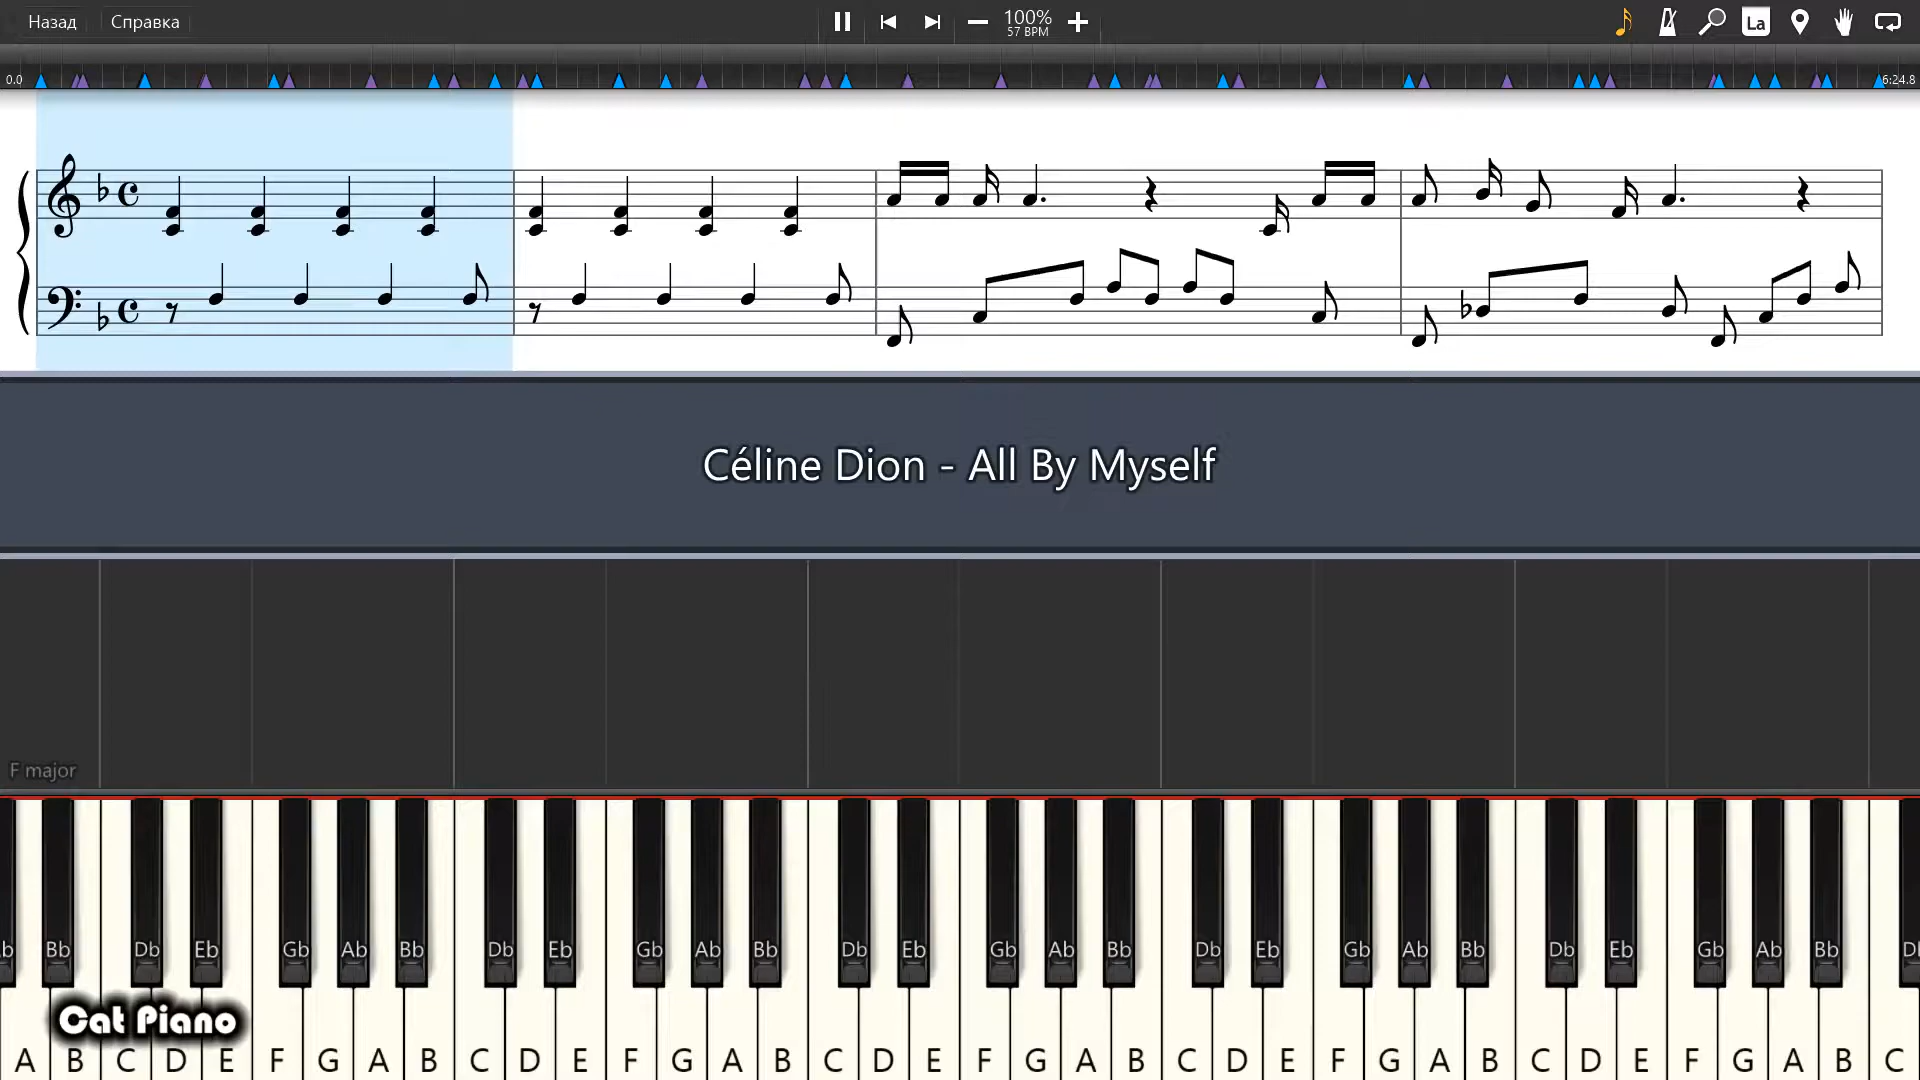 Назад Справка 100%
57 BPM
La
0.0 6:24.8
Céline Dion - All By Myself
F major
Bb Db Eb Gb Ab Bb Db Eb Gb Ab Bb Db Eb Gb Ab Bb Db Eb Gb Ab Bb Db Eb Gb Ab Bb
Cat Piano
A B C D E F G A B C D E F G A B C D E F G A B C D E F G A B C D E F G A B C